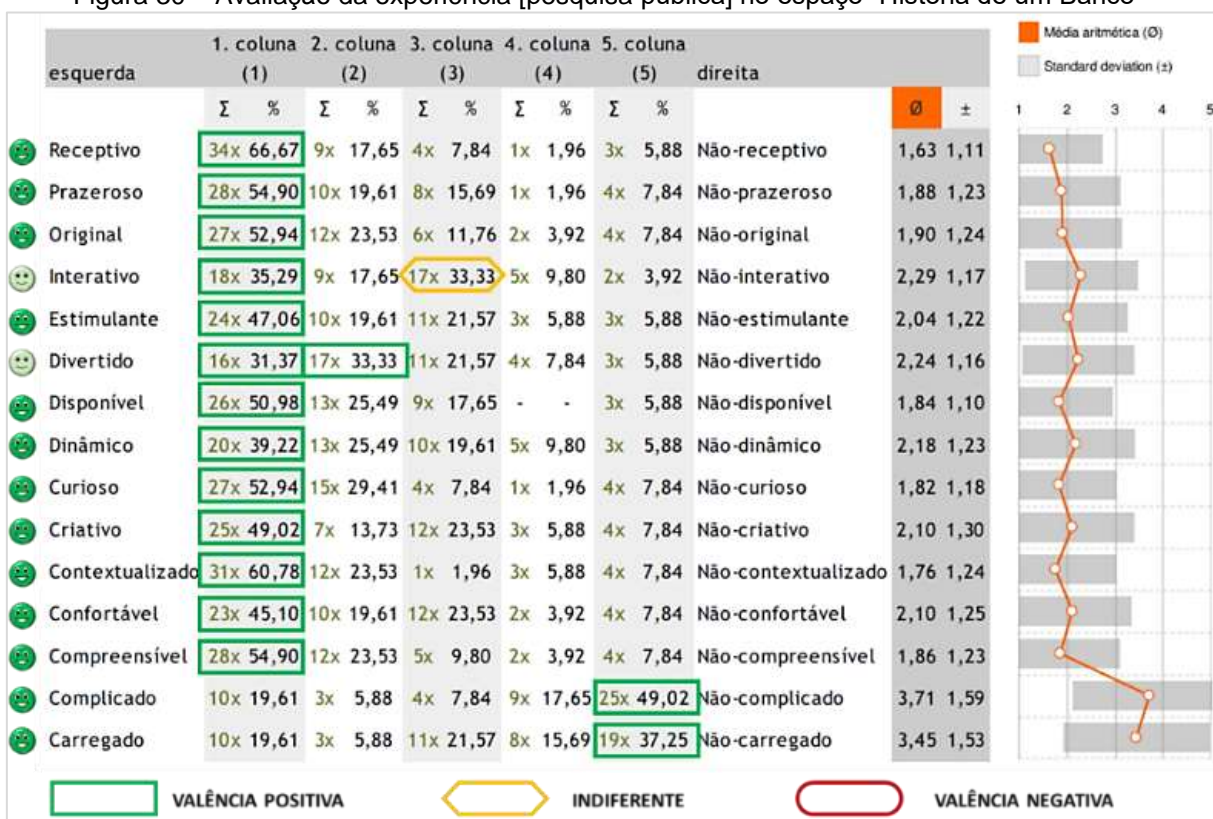 Figura 80 – Avaliação da experiência [pesquisa pública] no espaço "História de um Banco"
1. coluna 2. coluna 3. coluna 4. coluna 5. coluna
esquerda (1) (2) (3) (4) (5) direita
Σ % Σ % Σ % Σ % Σ % Ø ±
Média aritmética (Ø)
Standard deviation (±)
1 2 3 4 5
Receptivo 34x 66,67 9x 17,65 4x 7,84 1x 1,96 3x 5,88 Não-receptivo 1,63 1,11
Prazeroso 28x 54,90 10x 19,61 8x 15,69 1x 1,96 4x 7,84 Não-prazeroso 1,88 1,23
Original 27x 52,94 12x 23,53 6x 11,76 2x 3,92 4x 7,84 Não-original 1,90 1,24
Interativo 18x 35,29 9x 17,65 17x 33,33 5x 9,80 2x 3,92 Não-interativo 2,29 1,17
Estimulante 24x 47,06 10x 19,61 11x 21,57 3x 5,88 3x 5,88 Não-estimulante 2,04 1,22
Divertido 16x 31,37 17x 33,33 11x 21,57 4x 7,84 3x 5,88 Não-divertido 2,24 1,16
Disponível 26x 50,98 13x 25,49 9x 17,65 - - 3x 5,88 Não-disponível 1,84 1,10
Dinâmico 20x 39,22 13x 25,49 10x 19,61 5x 9,80 3x 5,88 Não-dinâmico 2,18 1,23
Curioso 27x 52,94 15x 29,41 4x 7,84 1x 1,96 4x 7,84 Não-curioso 1,82 1,18
Criativo 25x 49,02 7x 13,73 12x 23,53 3x 5,88 4x 7,84 Não-criativo 2,10 1,30
Contextualizado 31x 60,78 12x 23,53 1x 1,96 3x 5,88 4x 7,84 Não-contextualizado 1,76 1,24
Confortável 23x 45,10 10x 19,61 12x 23,53 2x 3,92 4x 7,84 Não-confortável 2,10 1,25
Compreensível 28x 54,90 12x 23,53 5x 9,80 2x 3,92 4x 7,84 Não-compreensível 1,86 1,23
Complicado 10x 19,61 3x 5,88 4x 7,84 9x 17,65 25x 49,02 Não-complicado 3,71 1,59
Carregado 10x 19,61 3x 5,88 11x 21,57 8x 15,69 19x 37,25 Não-carregado 3,45 1,53
VALÊNCIA POSITIVA INDIFERENTE VALÊNCIA NEGATIVA